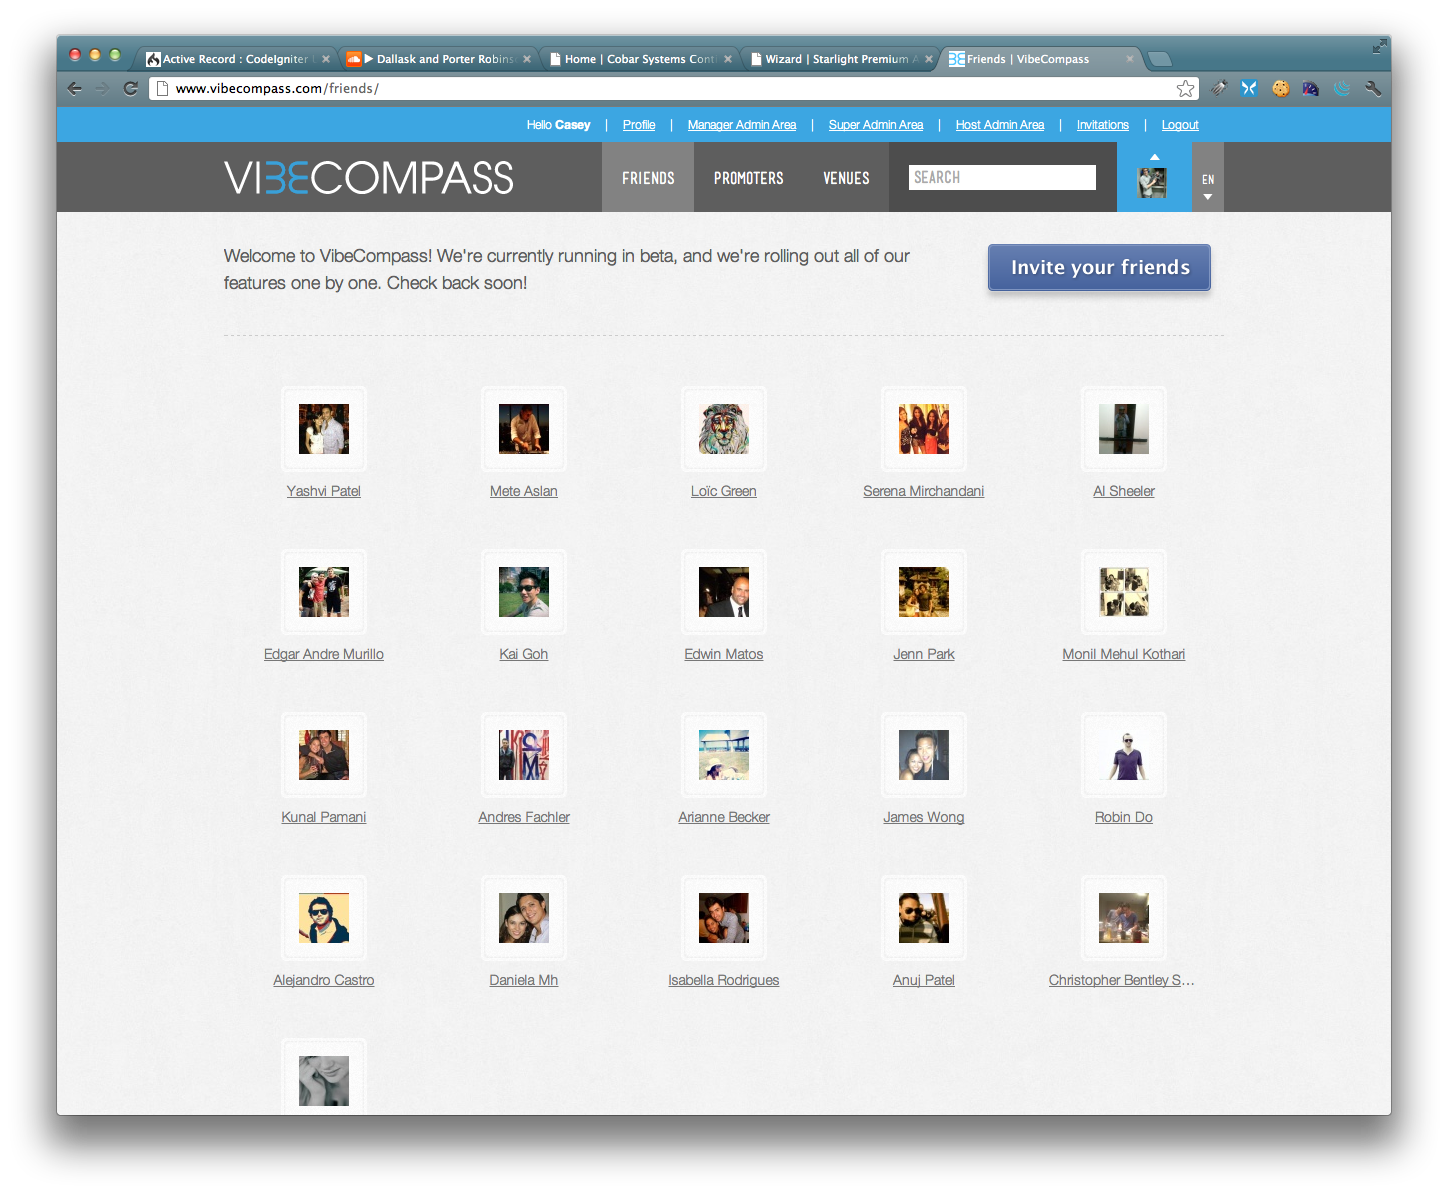 Active Record : CodeIgniter
Dallask and Porter Robins
Home | Cobar Systems Cont
Wizard | Starlight Premium A
Friends | VibeCompass
www.vibecompass.com/friends/
Hello Casey | Profile | Manager Admin Area | Super Admin Area | Host Admin Area | Invitations | Logout
VIBECOMPASS
FRIENDS PROMOTERS VENUES SEARCH EN
Welcome to VibeCompass! We're currently running in beta, and we're rolling out all of our
features one by one. Check back soon!
Invite your friends
Yashvi Patel
Mete Aslan
Loïc Green
Serena Mirchandani
Al Sheeler
Edgar Andre Murillo
Kai Goh
Edwin Matos
Jenn Park
Monil Mehul Kothari
Kunal Pamani
Andres Fachler
Arianne Becker
James Wong
Robin Do
Alejandro Castro
Daniela Mh
Isabella Rodrigues
Anuj Patel
Christopher Bentley S...